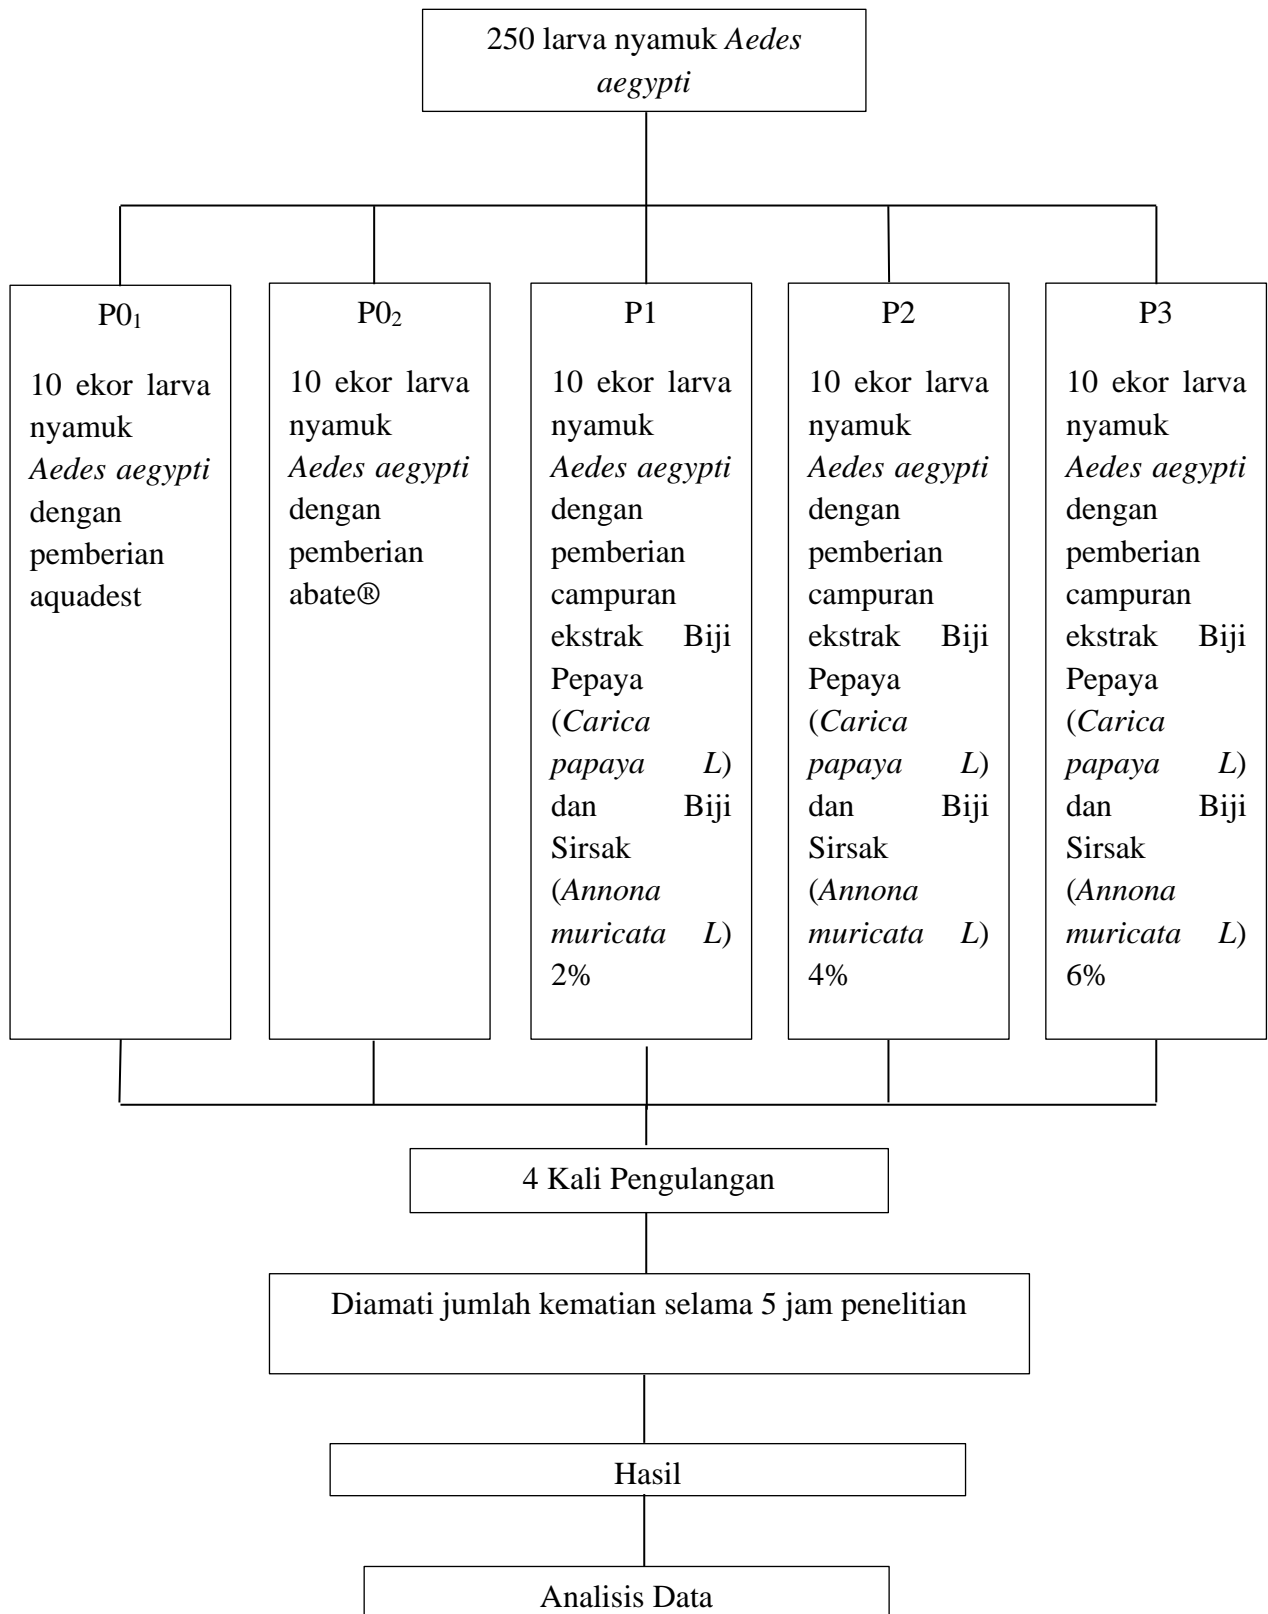 250 larva nyamuk Aedes
aegypti
P0₁
10 ekor larva
nyamuk
Aedes aegypti
dengan
pemberian
aquadest
P0₂
10 ekor larva
nyamuk
Aedes aegypti
dengan
pemberian
abate®
P1
10 ekor larva
nyamuk
Aedes aegypti
dengan
pemberian
campuran
ekstrak Biji
Pepaya
(Carica
papaya L)
dan Biji
Sirsak
(Annona
muricata L)
2%
P2
10 ekor larva
nyamuk
Aedes aegypti
dengan
pemberian
campuran
ekstrak Biji
Pepaya
(Carica
papaya L)
dan Biji
Sirsak
(Annona
muricata L)
4%
P3
10 ekor larva
nyamuk
Aedes aegypti
dengan
pemberian
campuran
ekstrak Biji
Pepaya
(Carica
papaya L)
dan Biji
Sirsak
(Annona
muricata L)
6%
4 Kali Pengulangan
Diamati jumlah kematian selama 5 jam penelitian
Hasil
Analisis Data